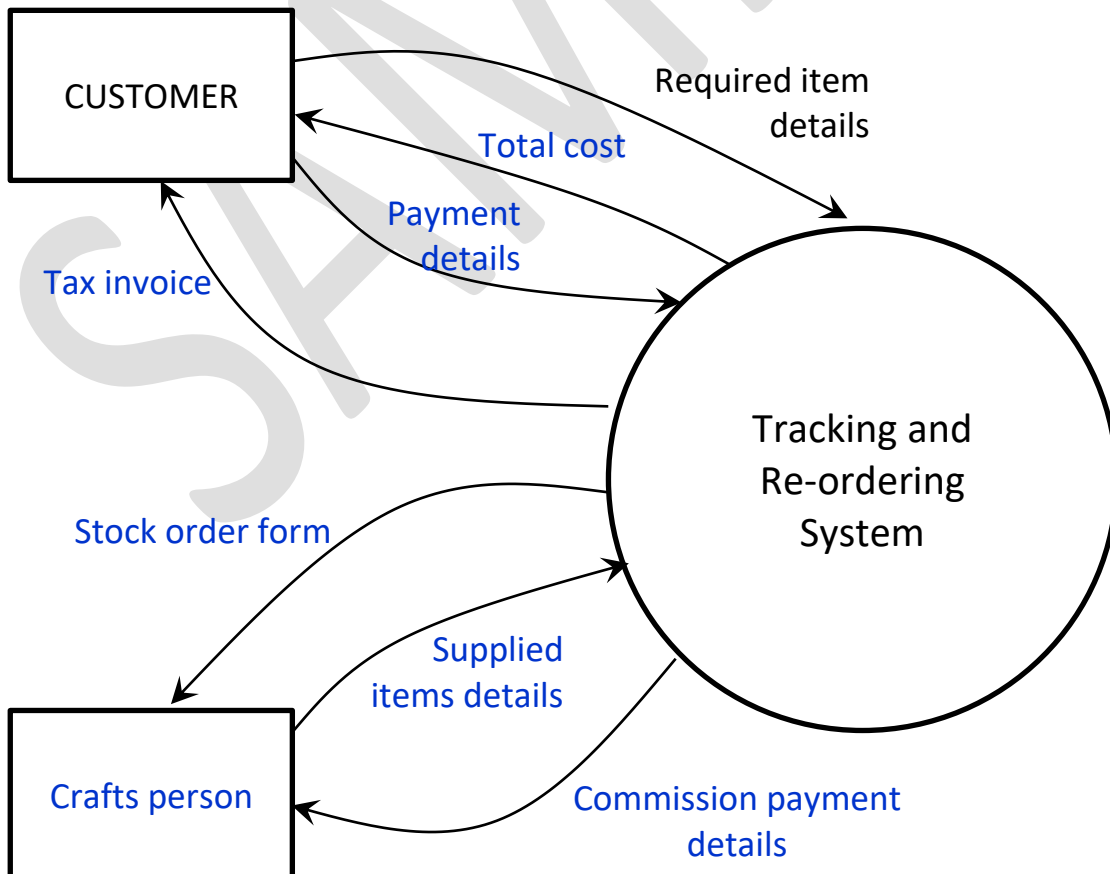 CUSTOMER
Required item
details
Total cost
Payment
details
Tax invoice
Tracking and
Re-ordering
System
Stock order form
Supplied
items details
Crafts person
Commission payment
details